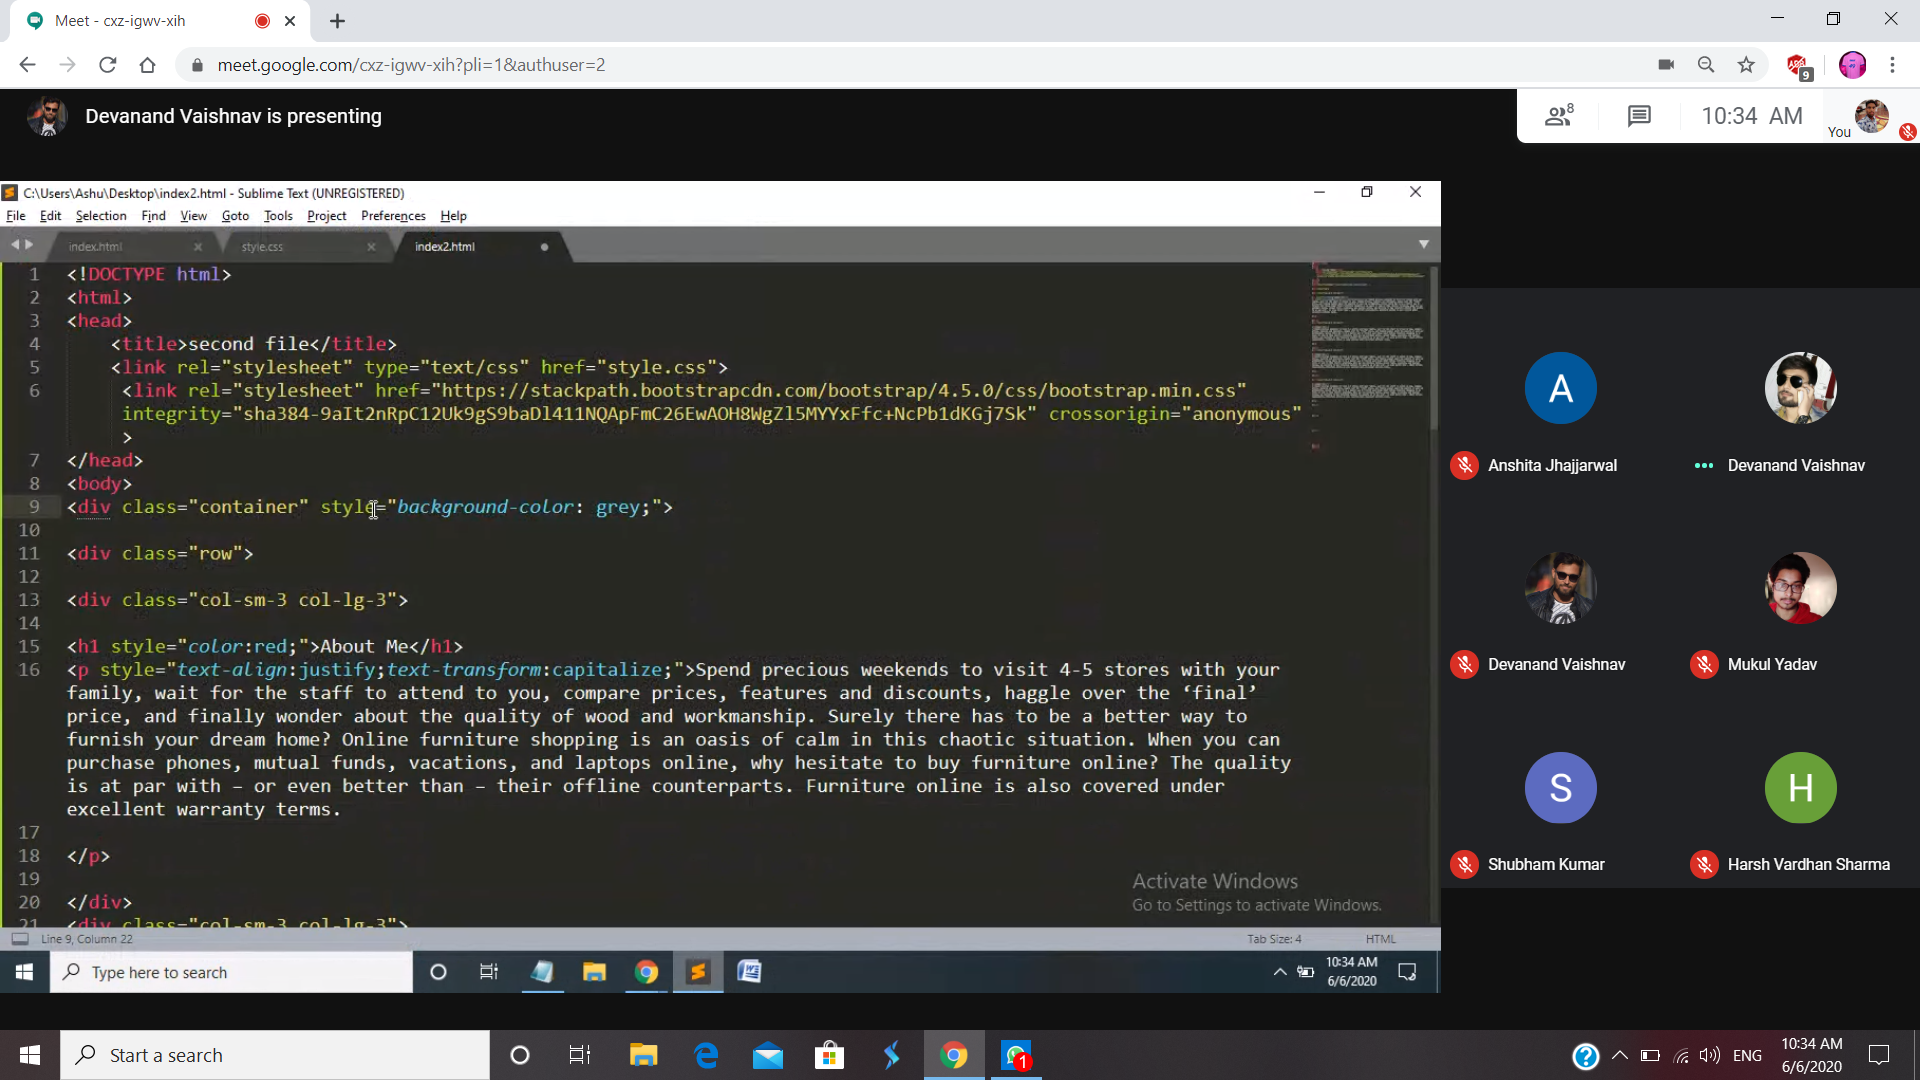 Meet - cxz-igwv-xih
meet.google.com/cxz-igwv-xih?pli=1&authuser=2
9
Devanand Vaishnav is presenting
8
10:34 AM
You
C:\Users\Ashu\Desktop\index2.html - Sublime Text (UNREGISTERED)
File Edit Selection Find View Goto Tools Project Preferences Help
index.html style.css index2.html
1 <!DOCTYPE html>
2 <html>
3 <head>
4 <title>second file</title>
5 <link rel="stylesheet" type="text/css" href="style.css">
6 <link rel="stylesheet" href="https://stackpath.bootstrapcdn.com/bootstrap/4.5.0/css/bootstrap.min.css"
integrity="sha384-9aIt2nRpC12Uk9gS9baDl411NQApFmC26EwAOH8WgZl5MYYxFfc+NcPb1dKGj7Sk" crossorigin="anonymous"
>
7 </head>
8 <body>
9 <div class="container" style="background-color: grey;">
10
11 <div class="row">
12
13 <div class="col-sm-3 col-lg-3">
14
15 <h1 style="color:red;">About Me</h1>
16 <p style="text-align:justify;text-transform:capitalize;">Spend precious weekends to visit 4-5 stores with your
family, wait for the staff to attend to you, compare prices, features and discounts, haggle over the ‘final’
price, and finally wonder about the quality of wood and workmanship. Surely there has to be a better way to
furnish your dream home? Online furniture shopping is an oasis of calm in this chaotic situation. When you can
purchase phones, mutual funds, vacations, and laptops online, why hesitate to buy furniture online? The quality
is at par with – or even better than – their offline counterparts. Furniture online is also covered under
excellent warranty terms.
17
18 </p>
19
20 </div>
21 <div class="col-sm-3 col-lg-3">
Activate Windows
Go to Settings to activate Windows.
Line 9, Column 22
Tab Size: 4
HTML
Type here to search
10:34 AM
6/6/2020
A
Anshita Jhajjarwal
Devanand Vaishnav
Devanand Vaishnav
Mukul Yadav
S
Shubham Kumar
H
Harsh Vardhan Sharma
Start a search
1
ENG
10:34 AM
6/6/2020